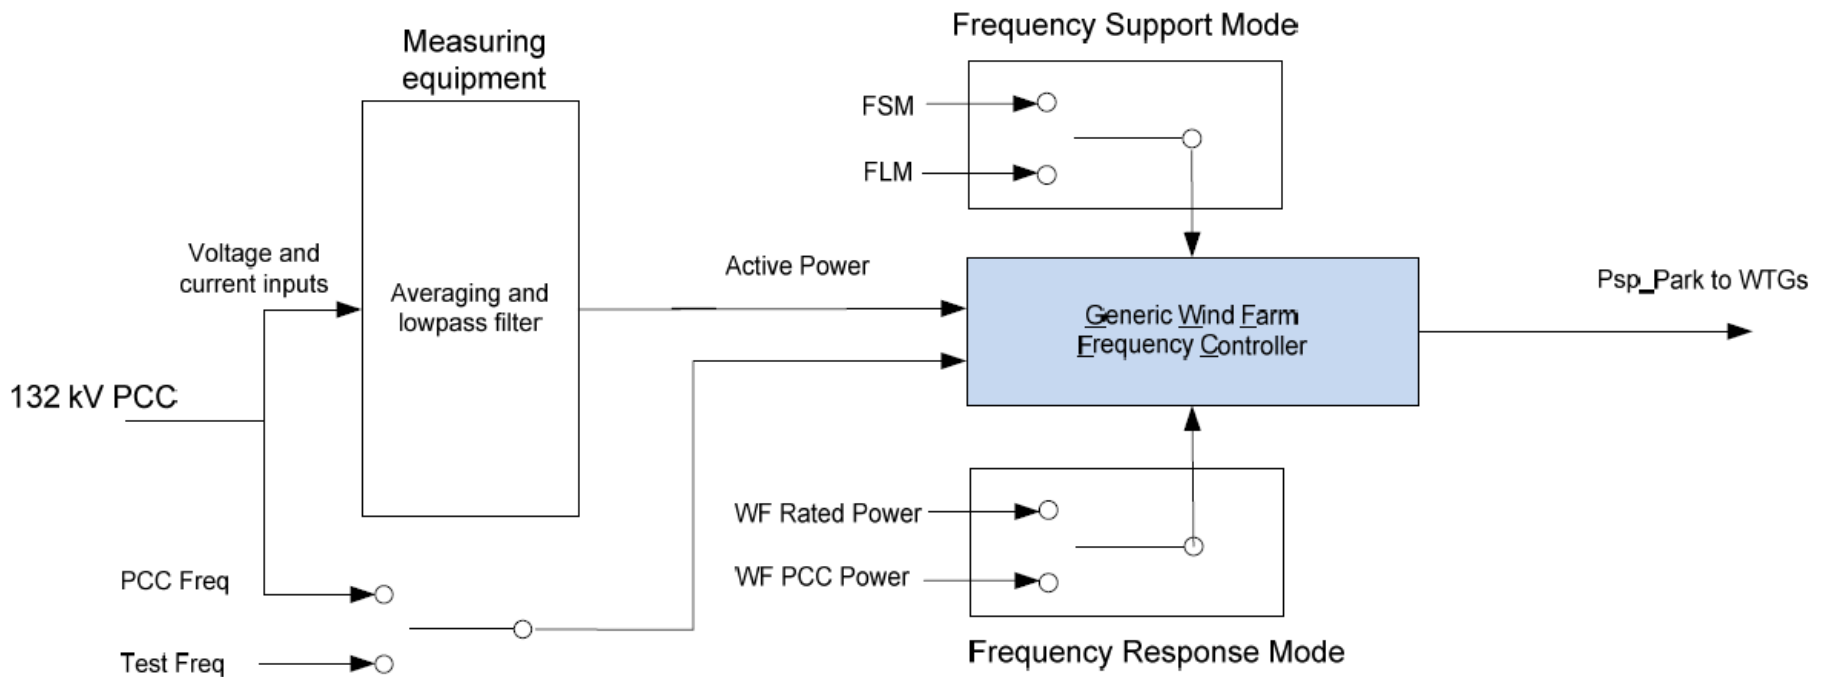 Frequency Support Mode
Measuring
equipment
FSM
FLM
Voltage and
current inputs
Averaging and
lowpass filter
Active Power
Generic Wind Farm
Frequency Controller
Psp_Park to WTGs
132 kV PCC
WF Rated Power
WF PCC Power
PCC Freq
Test Freq
Frequency Response Mode